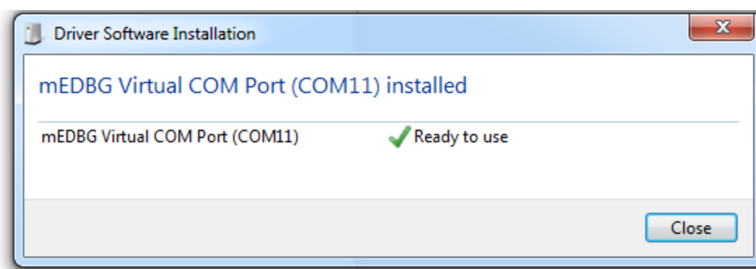 Driver Software Installation
mEDBG Virtual COM Port (COM11) installed
mEDBG Virtual COM Port (COM11) Ready to use
Close